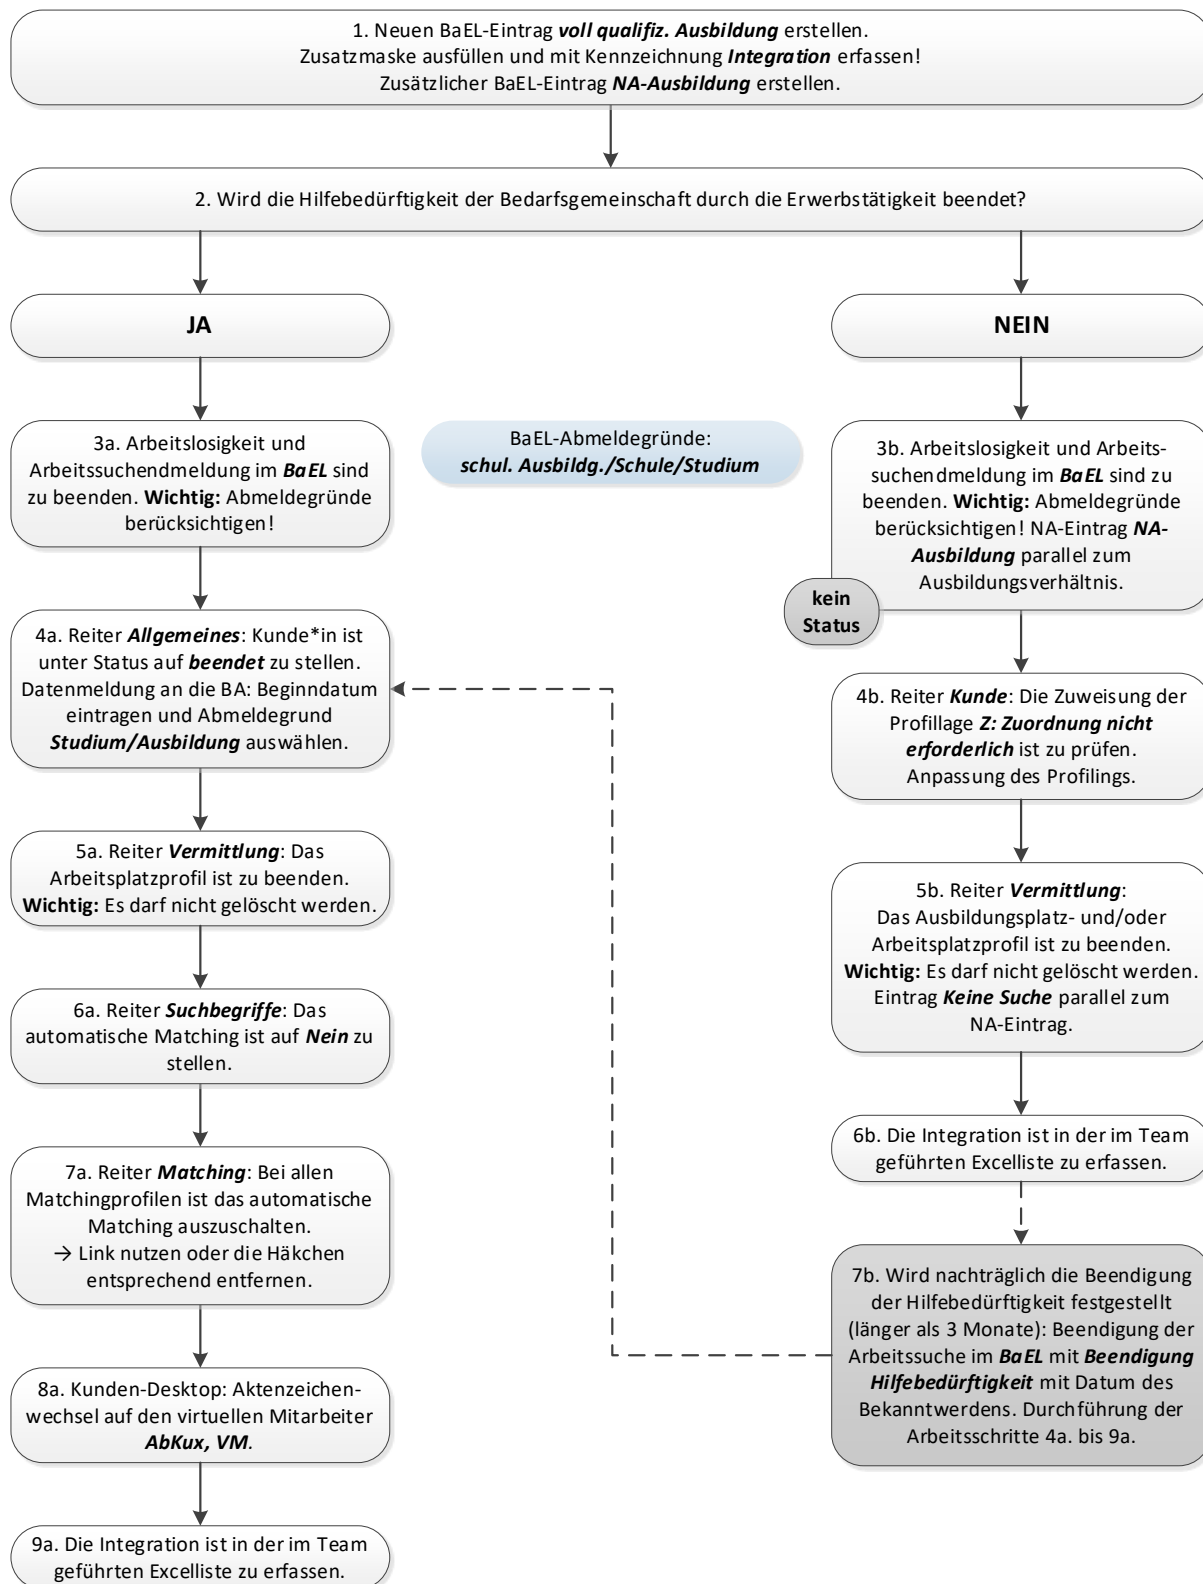 1. Neuen BaEL-Eintrag voll qualifiz. Ausbildung erstellen.
Zusatzmaske ausfüllen und mit Kennzeichnung Integration erfassen!
Zusätzlicher BaEL-Eintrag NA-Ausbildung erstellen.
2. Wird die Hilfebedürftigkeit der Bedarfsgemeinschaft durch die Erwerbstätigkeit beendet?
JA
NEIN
3a. Arbeitslosigkeit und
Arbeitssuchendmeldung im BaEL sind
zu beenden. Wichtig: Abmeldegründe
berücksichtigen!
BaEL-Abmeldegründe:
schul. Ausbildg./Schule/Studium
3b. Arbeitslosigkeit und Arbeits-
suchendmeldung im BaEL sind zu
beenden. Wichtig: Abmeldegründe
berücksichtigen! NA-Eintrag NA-
Ausbildung parallel zum
Ausbildungsverhältnis.
kein
Status
4a. Reiter Allgemeines: Kunde*in ist
unter Status auf beendet zu stellen.
Datenmeldung an die BA: Beginndatum
eintragen und Abmeldegrund
Studium/Ausbildung auswählen.
4b. Reiter Kunde: Die Zuweisung der
Profillage Z: Zuordnung nicht
erforderlich ist zu prüfen.
Anpassung des Profilings.
5a. Reiter Vermittlung: Das
Arbeitsplatzprofil ist zu beenden.
Wichtig: Es darf nicht gelöscht werden.
5b. Reiter Vermittlung:
Das Ausbildungsplatz- und/oder
Arbeitsplatzprofil ist zu beenden.
Wichtig: Es darf nicht gelöscht werden.
Eintrag Keine Suche parallel zum
NA-Eintrag.
6a. Reiter Suchbegriffe: Das
automatische Matching ist auf Nein zu
stellen.
6b. Die Integration ist in der im Team
geführten Excelliste zu erfassen.
7a. Reiter Matching: Bei allen
Matchingprofilen ist das automatische
Matching auszuschalten.
→ Link nutzen oder die Häkchen
entsprechend entfernen.
7b. Wird nachträglich die Beendigung
der Hilfebedürftigkeit festgestellt
(länger als 3 Monate): Beendigung der
Arbeitssuche im BaEL mit Beendigung
Hilfebedürftigkeit mit Datum des
Bekanntwerdens. Durchführung der
Arbeitsschritte 4a. bis 9a.
8a. Kunden-Desktop: Aktenzeichen-
wechsel auf den virtuellen Mitarbeiter
AbKux, VM.
9a. Die Integration ist in der im Team
geführten Excelliste zu erfassen.